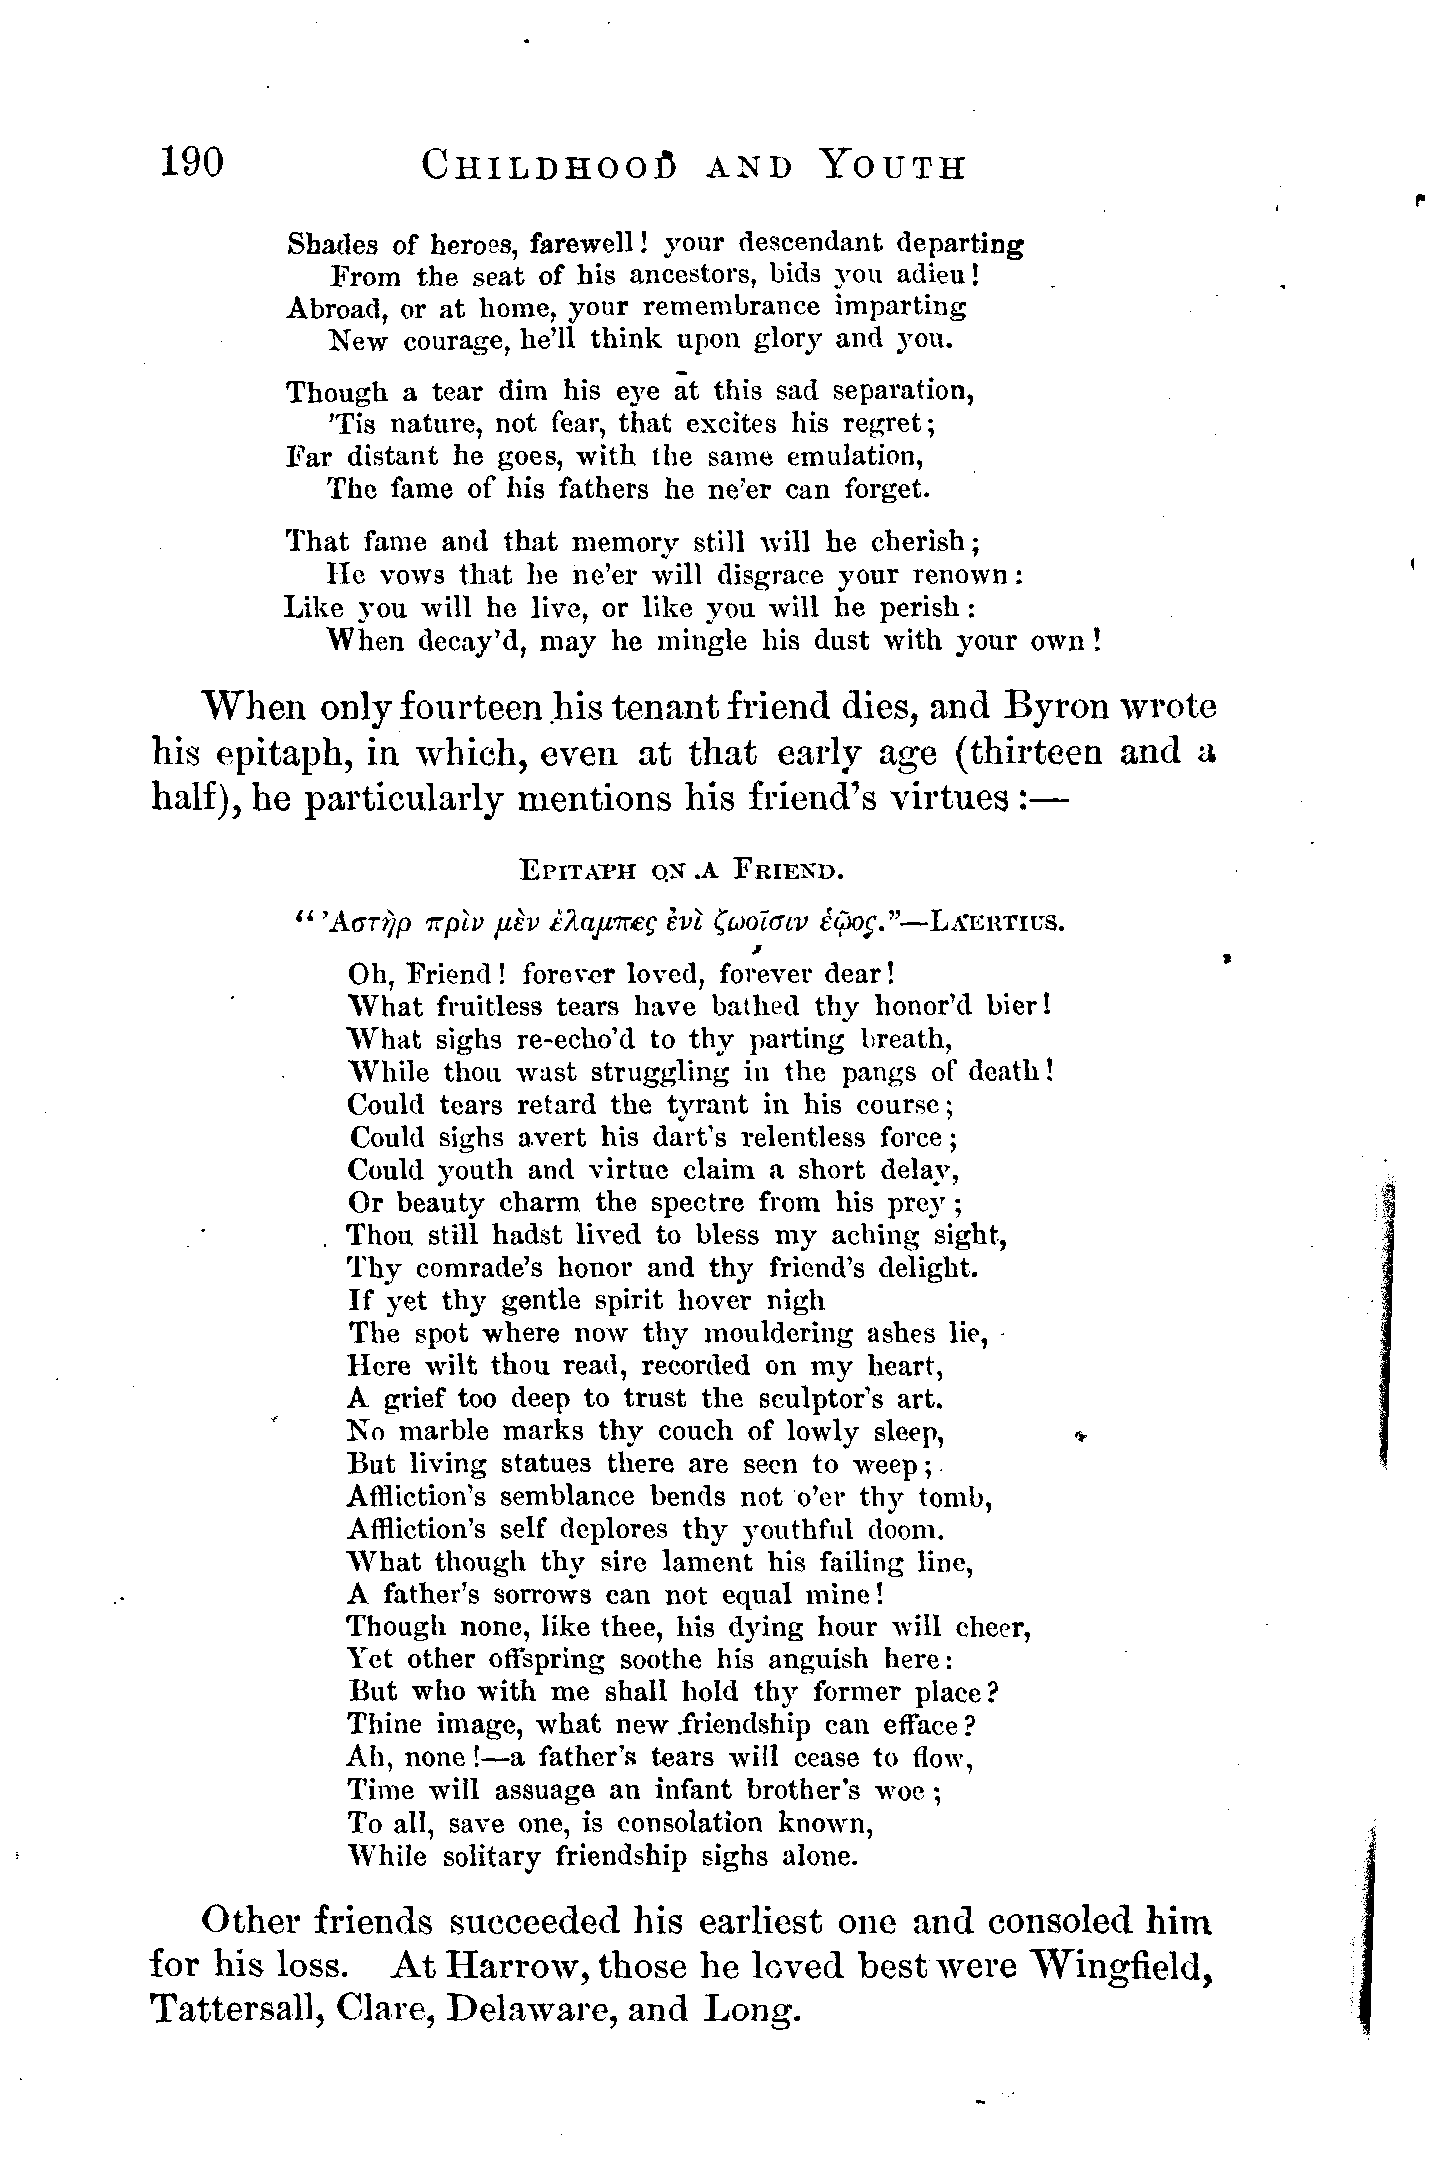 190 CHILDHOOD AND YOUTH
Shades of heroes, farewell! your descendant departing
From the seat of his ancestors, bids you adieu!
Abroad, or at home, your remembrance imparting
New courage, he'll think upon glory and you.
Though a tear dim his eye at this sad separation,
'Tis nature, not fear, that excites his regret;
Far distant he goes, with the same emulation,
The fame of his fathers he ne'er can forget.
That fame and that memory still will he cherish;
He vows that he ne'er will disgrace your renown:
Like you will he live, or like you will he perish:
When decay'd, may he mingle his dust with your own!
When only fourteen his tenant friend dies, and Byron wrote
his epitaph, in which, even at that early age (thirteen and a
half), he particularly mentions his friend's virtues:—
EPITAPH ON A FRIEND.
"'Αστὴρ πρὶν μὲν ἐλαμπες ἐνὶ ζωοῖσιν ἑῷος."—LAERTIUS.
Oh, Friend! forever loved, forever dear!
What fruitless tears have bathed thy honor'd bier!
What sighs re-echo'd to thy parting breath,
While thou wast struggling in the pangs of death!
Could tears retard the tyrant in his course;
Could sighs avert his dart's relentless force;
Could youth and virtue claim a short delay,
Or beauty charm the spectre from his prey;
Thou still hadst lived to bless my aching sight,
Thy comrade's honor and thy friend's delight.
If yet thy gentle spirit hover nigh
The spot where now thy mouldering ashes lie,
Here wilt thou read, recorded on my heart,
A grief too deep to trust the sculptor's art.
No marble marks thy couch of lowly sleep,
But living statues there are seen to weep;
Affliction's semblance bends not o'er thy tomb,
Affliction's self deplores thy youthful doom.
What though thy sire lament his failing line,
A father's sorrows can not equal mine!
Though none, like thee, his dying hour will cheer,
Yet other offspring soothe his anguish here:
But who with me shall hold thy former place?
Thine image, what new friendship can efface?
Ah, none!—a father's tears will cease to flow,
Time will assuage an infant brother's woe;
To all, save one, is consolation known,
While solitary friendship sighs alone.
Other friends succeeded his earliest one and consoled him
for his loss. At Harrow, those he loved best were Wingfield,
Tattersall, Clare, Delaware, and Long.